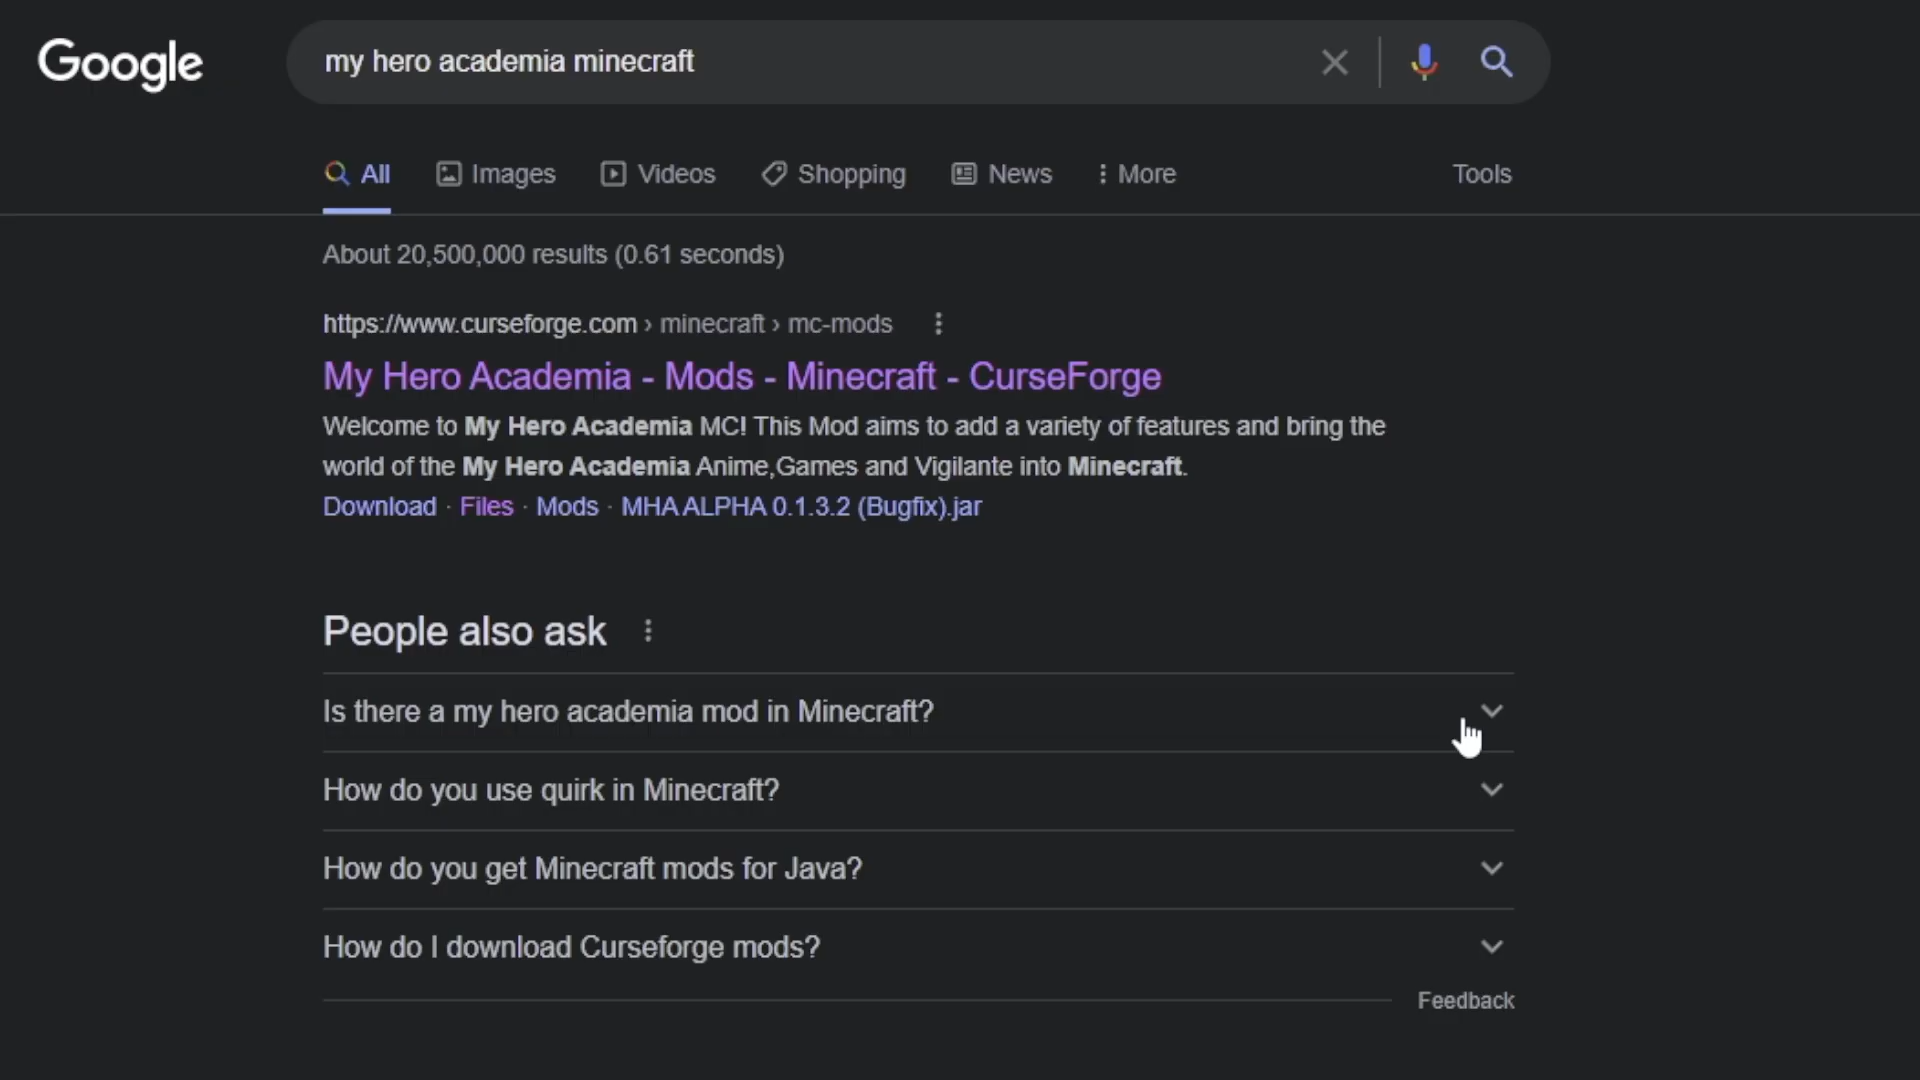 Google
my hero academia minecraft
All Images Videos Shopping News More Tools
About 20,500,000 results (0.61 seconds)
https://www.curseforge.com › minecraft › mc-mods
My Hero Academia - Mods - Minecraft - CurseForge
Welcome to My Hero Academia MC! This Mod aims to add a variety of features and bring the
world of the My Hero Academia Anime,Games and Vigilante into Minecraft.
Download · Files · Mods · MHA ALPHA 0.1.3.2 (Bugfix).jar
People also ask
Is there a my hero academia mod in Minecraft?
How do you use quirk in Minecraft?
How do you get Minecraft mods for Java?
How do I download Curseforge mods?
Feedback